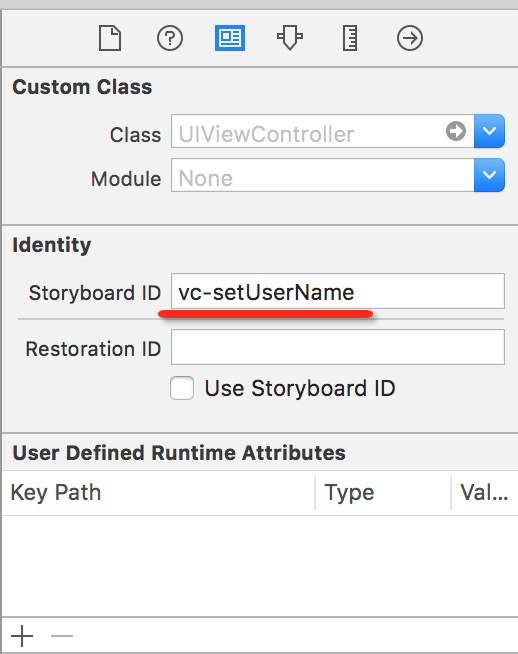 Custom Class
Class UIViewController
Module None
Identity
Storyboard ID vc-setUserName
Restoration ID
Use Storyboard ID
User Defined Runtime Attributes
Key Path Type Val...